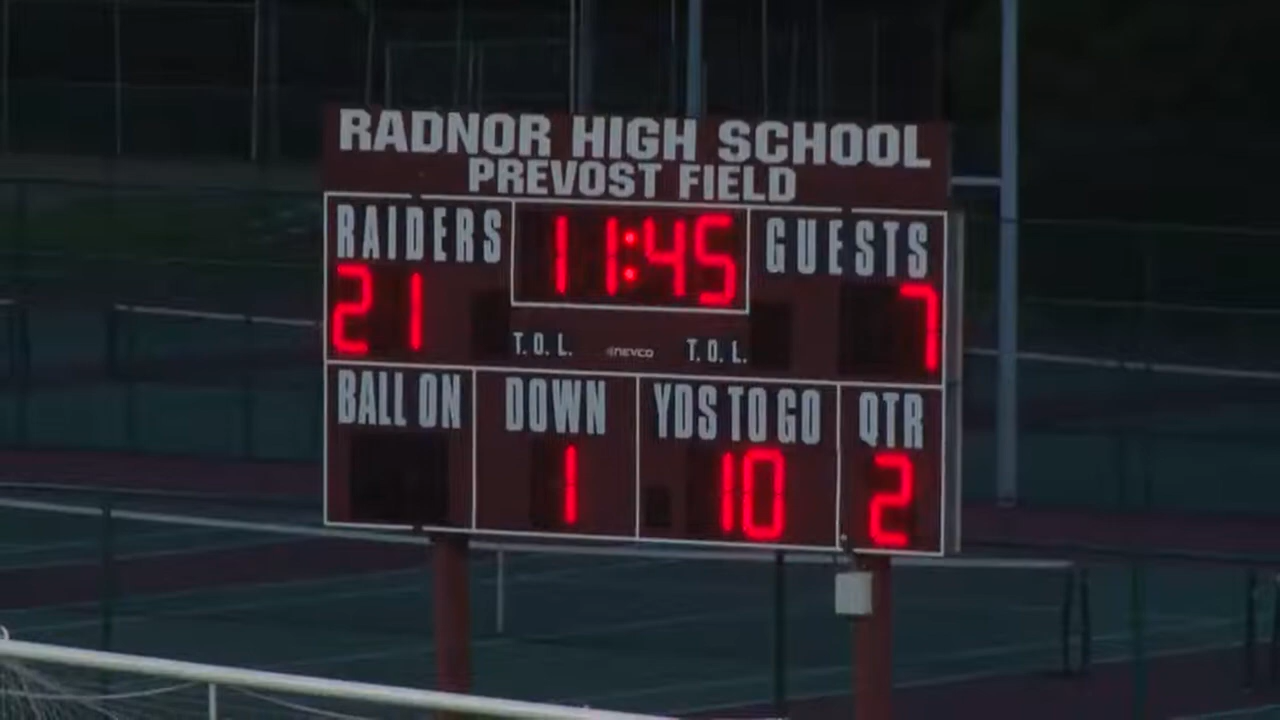 RADNOR HIGH SCHOOL
PREVOST FIELD
RAIDERS 11:45 GUESTS
21 7
T.O.L. NEVCO T.O.L.
BALL ON DOWN YDS TO GO QTR
1 10 2